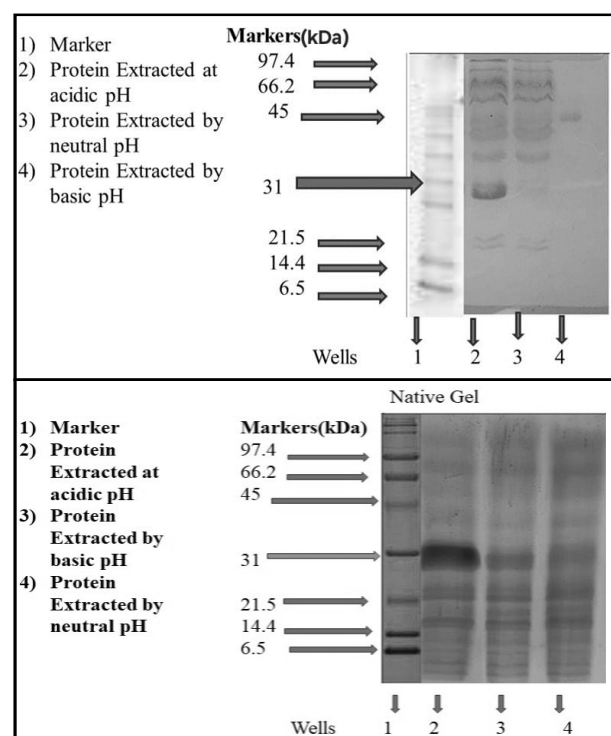 Markers(kDa)
1) Marker
2) Protein Extracted at
acidic pH
3) Protein Extracted by
neutral pH
4) Protein Extracted by
basic pH
97.4
66.2
45
31
21.5
14.4
6.5
Wells 1 2 3 4
Native Gel
1) Marker
2) Protein
Extracted at
acidic pH
3) Protein
Extracted by
basic pH
4) Protein
Extracted by
neutral pH
Markers(kDa)
97.4
66.2
45
31
21.5
14.4
6.5
Wells 1 2 3 4